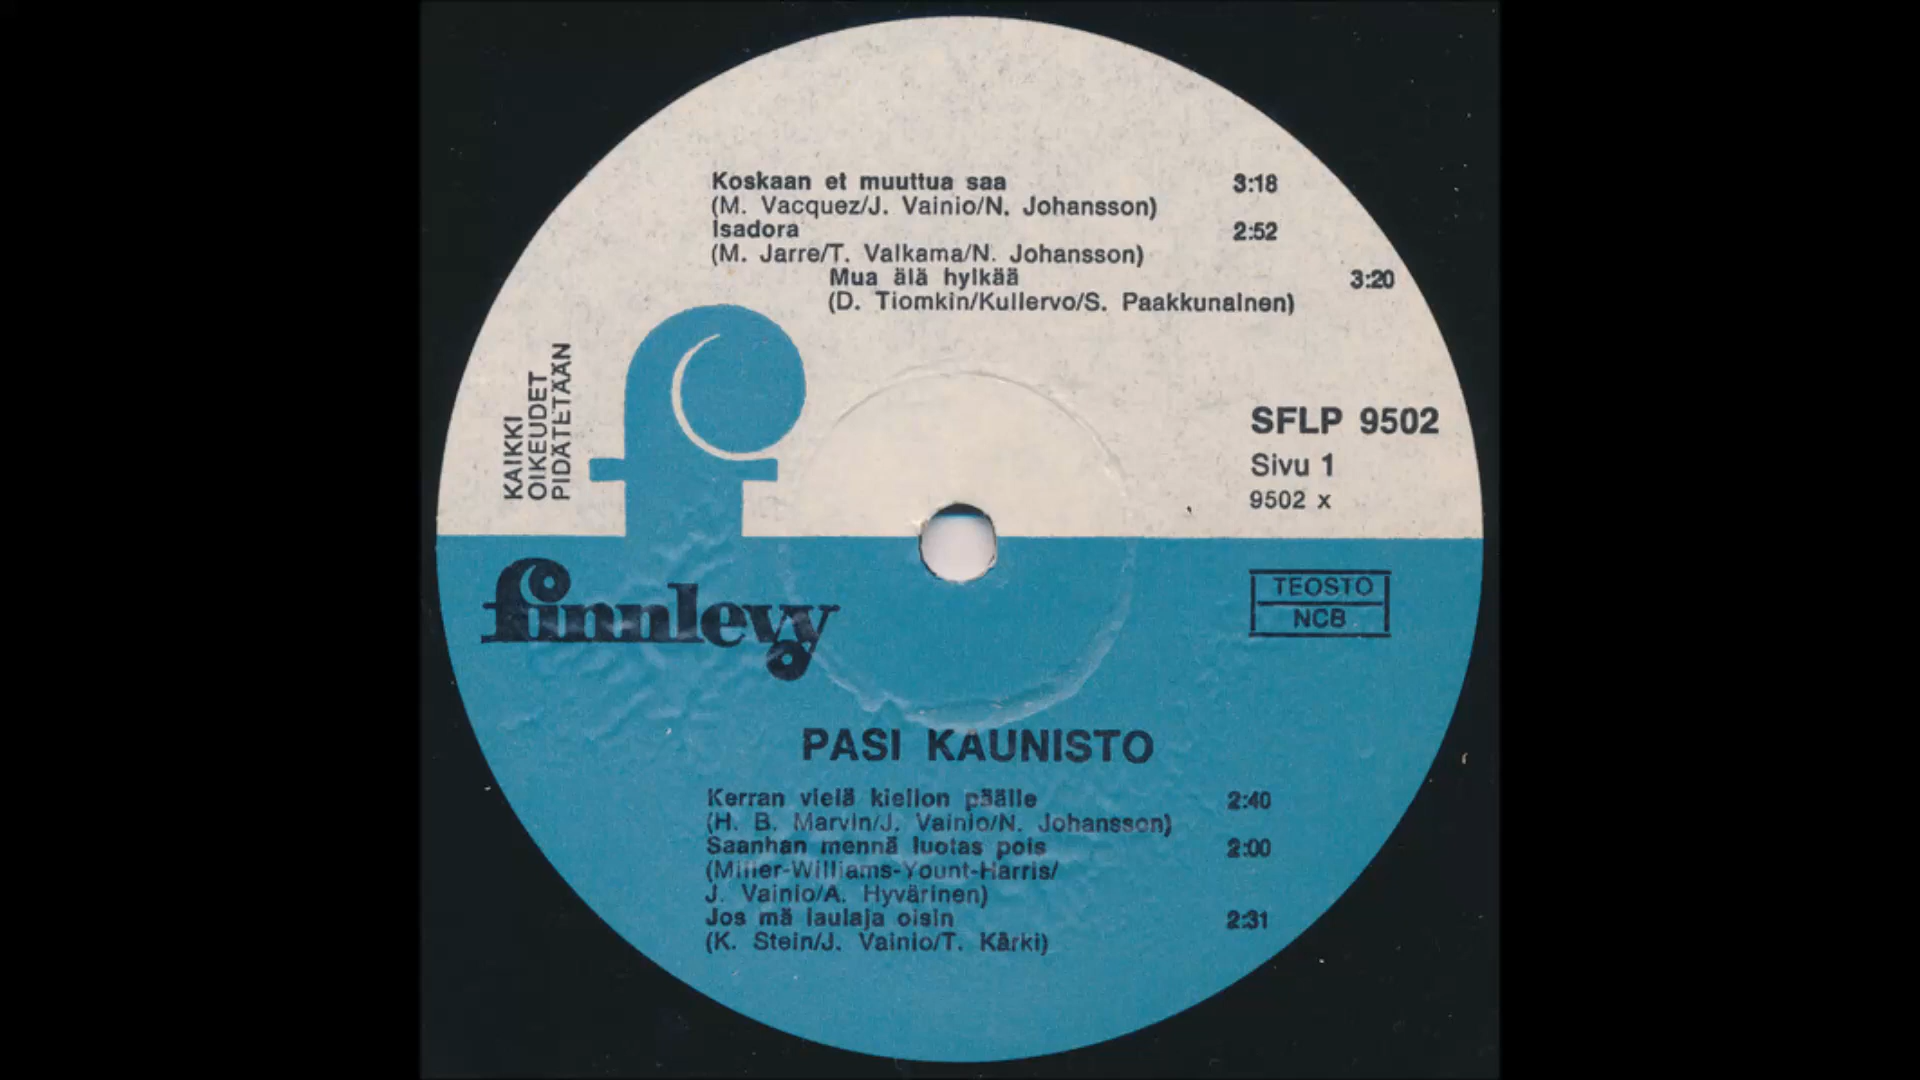 Koskaan et muuttua saa 3:18
(M. Vacquez/J. Vainio/N. Johansson)
Isadora 2:52
(M. Jarre/T. Valkama/N. Johansson)
Mua älä hylkää 3:20
(D. Tiomkin/Kullervo/S. Paakkunainen)
KAIKKI
OIKEUDET
PIDÄTETÄÄN
SFLP 9502
Sivu 1
9502 x
finnlevy
TEOSTO
NCB
PASI KAUNISTO
Kerran vielä kiellon päälle 2:40
(H. B. Marvin/J. Vainio/N. Johansson)
Saanhan mennä luotas pois 2:00
(Miller-Williams-Yount-Harris/
J. Vainio/A. Hyvärinen)
Jos mä laulaja oisin 2:31
(K. Stein/J. Vainio/T. Kärki)